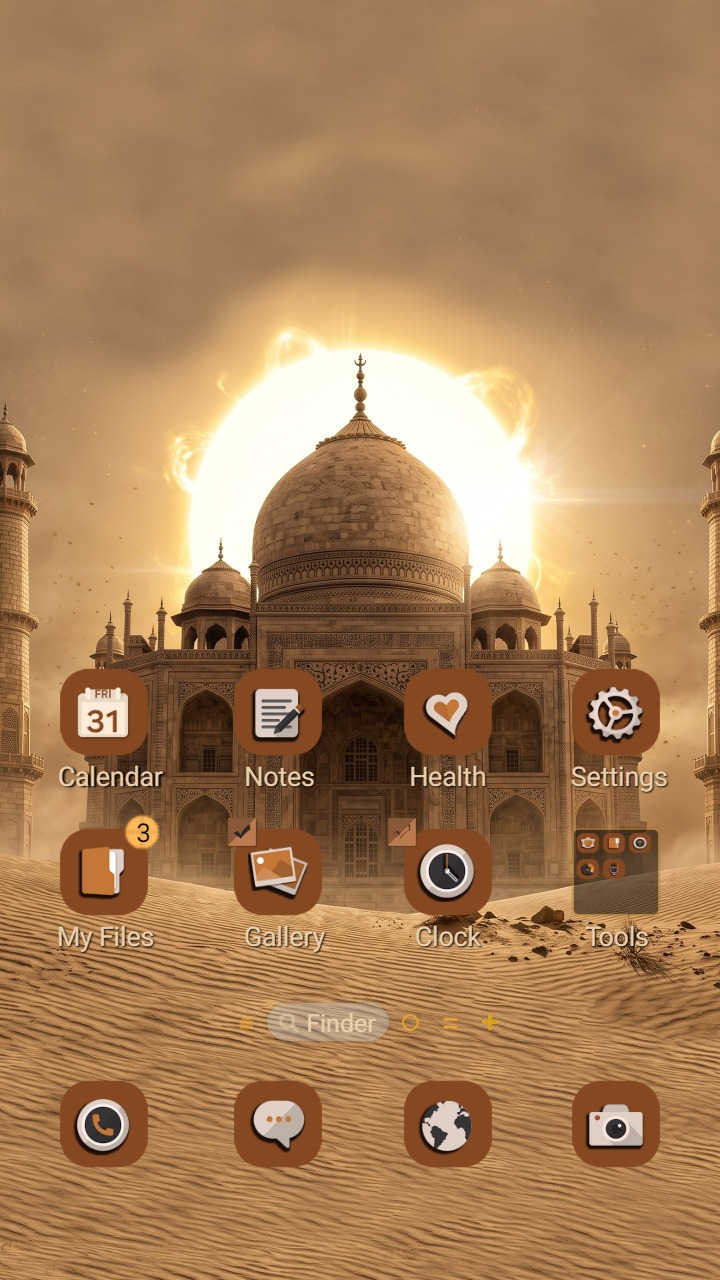 FRI
31
Calendar
Notes
Health
Settings
3
My Files
Gallery
Clock
Tools
Finder